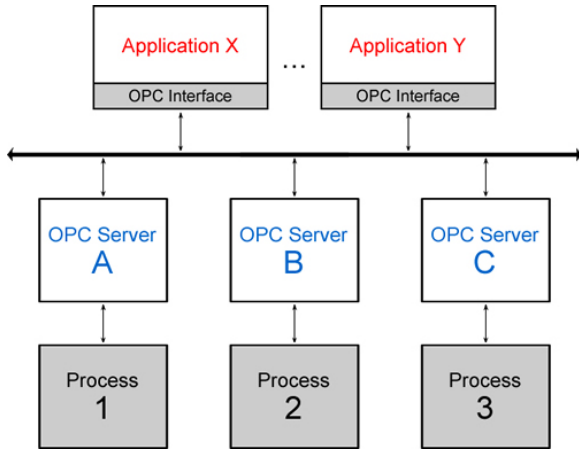 Application X
...
Application Y
OPC Interface
OPC Interface
OPC Server
A
OPC Server
B
OPC Server
C
Process
1
Process
2
Process
3